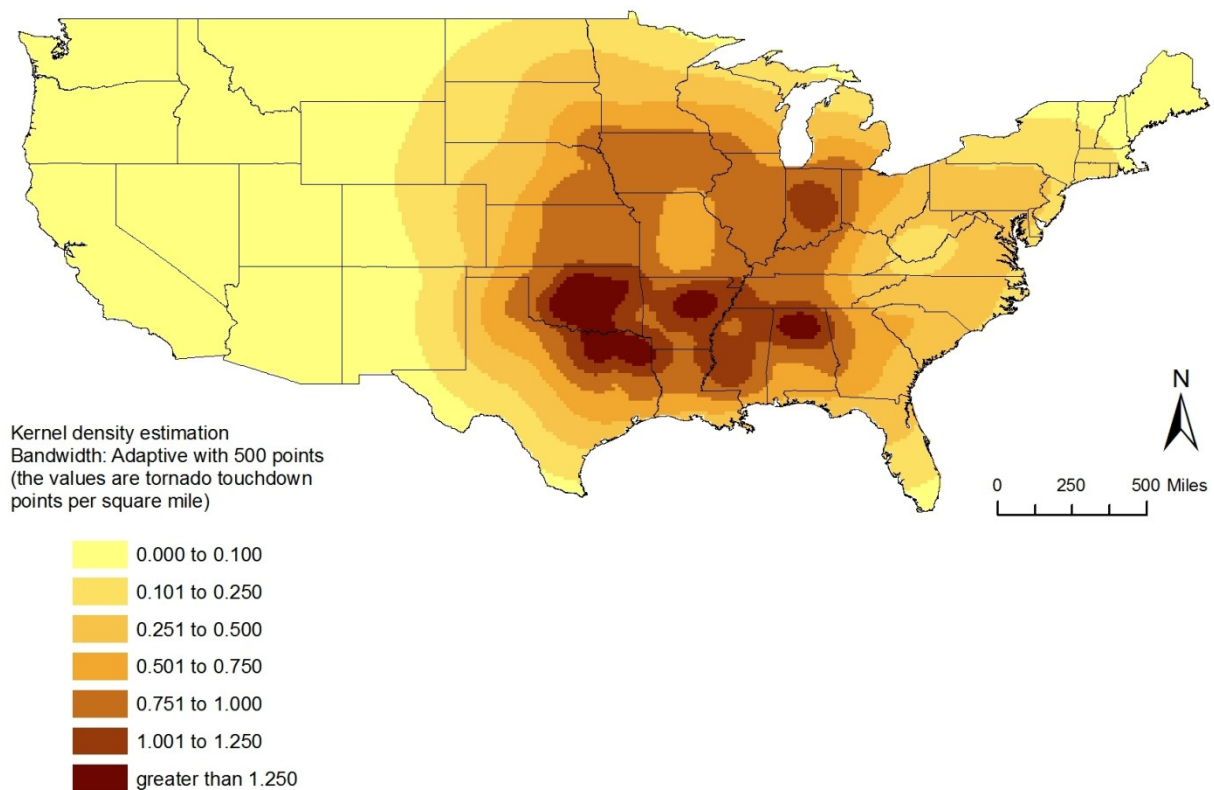 N
0 250 500 Miles
Kernel density estimation
Bandwidth: Adaptive with 500 points
(the values are tornado touchdown
points per square mile)
0.000 to 0.100
0.101 to 0.250
0.251 to 0.500
0.501 to 0.750
0.751 to 1.000
1.001 to 1.250
greater than 1.250